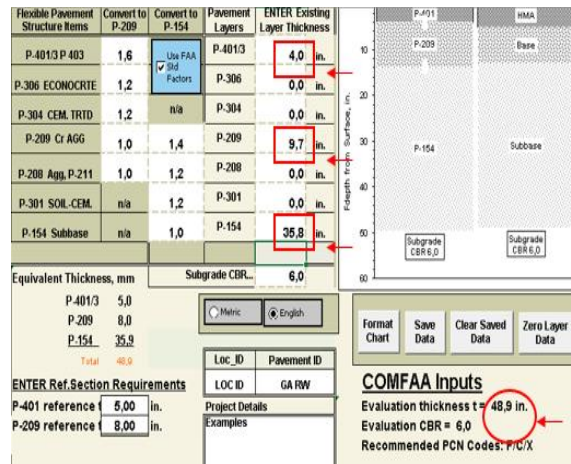 Flexible Pavement Structure Items
Convert to P-209
Convert to P-154
Pavement Layers
ENTER Existing Layer Thickness
P-401/3 P 403 1,6 P-401/3 4,0 in.
Use FAA Std Factors
P-306 ECONOCRTE 1,2 P-306 0,0 in.
P-304 CEM. TRTD 1,2 n/a P-304 0,0 in.
P-209 Cr AGG 1,0 1,4 P-209 9,7 in.
P-208 Agg, P-211 1,0 1,2 P-208 0,0 in.
P-301 SOIL-CEM. n/a 1,2 P-301 0,0 in.
P-154 Subbase n/a 1,0 P-154 35,8 in.
Subgrade CBR... 6,0
Equivalent Thickness, mm
P-401/3 5,0
P-209 8,0
P-154 35,9
Total 48,9
Metric English
ENTER Ref.Section Requirements
P-401 reference t 5,00 in.
P-209 reference t 8,00 in.
Loc_ID Pavement ID
LOC ID GA RW
Project Details
Examples
Fdepth from Surface, in.
10
20
30
40
50
60
P-401 HMA
P-209 Base
P-154 Subbase
Subgrade CBR 6,0
Subgrade CBR 6,0
Format Chart
Save Data
Clear Saved Data
Zero Layer Data
COMFAA Inputs
Evaluation thickness t = 48,9 in.
Evaluation CBR = 6,0
Recommended PCN Codes: F/C/X